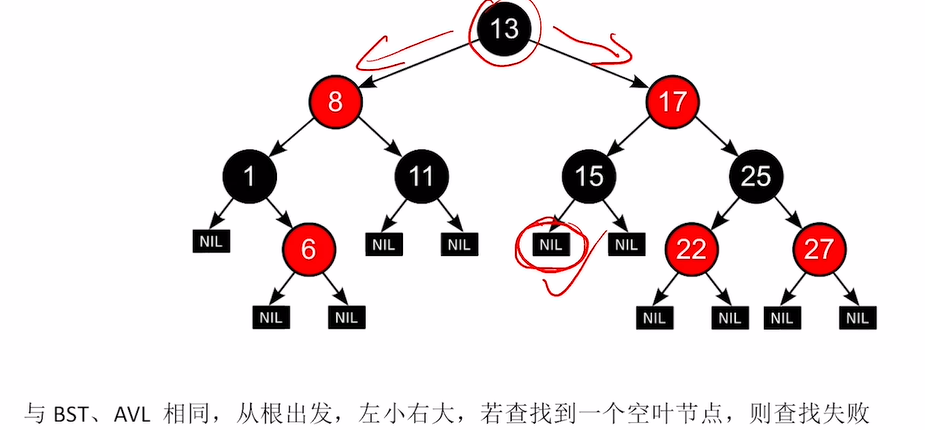 13
8 17
1 11 15 25
NIL 6 NIL NIL NIL NIL 22 27
NIL NIL NIL NIL NIL NIL
与 BST、AVL 相同，从根出发，左小右大，若查找到一个空叶节点，则查找失败